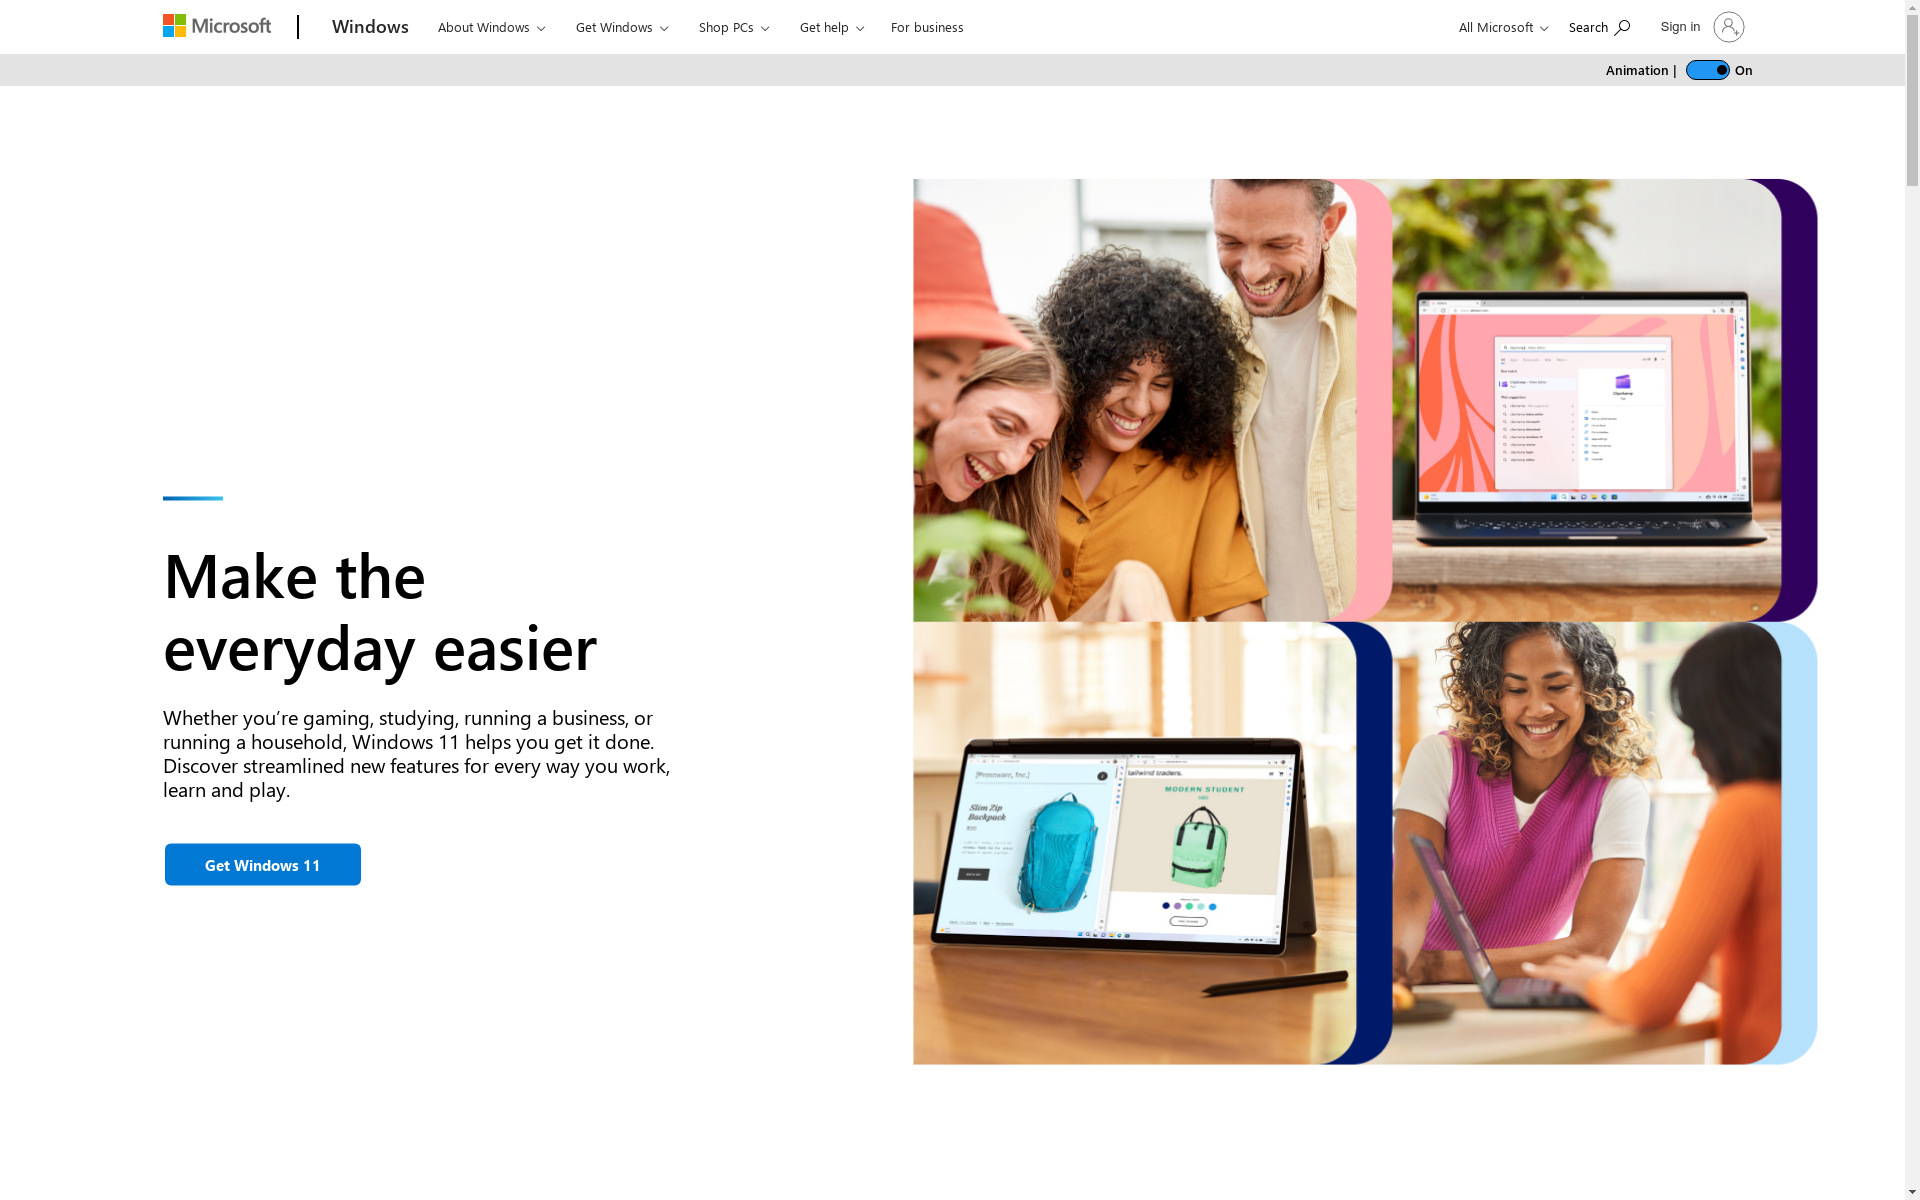 Microsoft
Windows
About Windows
Get Windows
Shop PCs
Get help
For business
All Microsoft
Search
Sign in
Animation |
On
Make the
everyday easier
Whether you’re gaming, studying, running a business, or
running a household, Windows 11 helps you get it done.
Discover streamlined new features for every way you work,
learn and play.
Get Windows 11
[Proseware, Inc.]
Slim Zip
Backpack
tailwind traders.
MODERN STUDENT